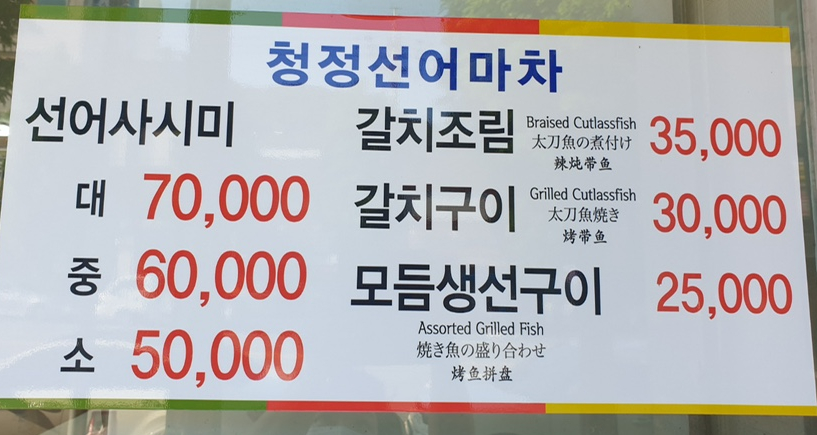 청정선어마차
선어사시미
대 70,000
중 60,000
소 50,000
갈치조림 35,000
Braised Cutlassfish
太刀魚の煮付け
辣炖带鱼
갈치구이 30,000
Grilled Cutlassfish
太刀魚焼き
烤带鱼
모듬생선구이 25,000
Assorted Grilled Fish
焼き魚の盛り合わせ
烤鱼拼盘